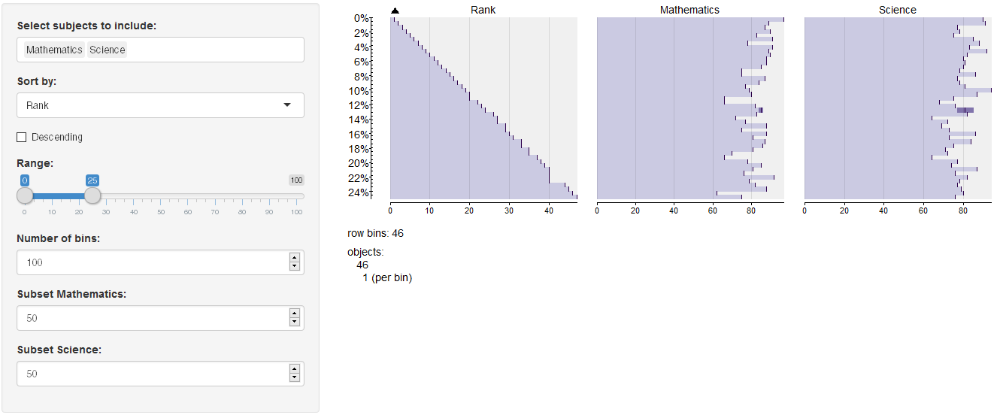 Select subjects to include:
Mathematics Science
Sort by:
Rank
Descending
Range:
0 25 100
0 10 20 30 40 50 60 70 80 90 100
Number of bins:
100
Subset Mathematics:
50
Subset Science:
50
Rank Mathematics Science
0%
2%
4%
6%
8%
10%
12%
14%
16%
18%
20%
22%
24%
0 10 20 30 40 0 20 40 60 80 0 20 40 60 80
row bins: 46
objects:
46
1 (per bin)